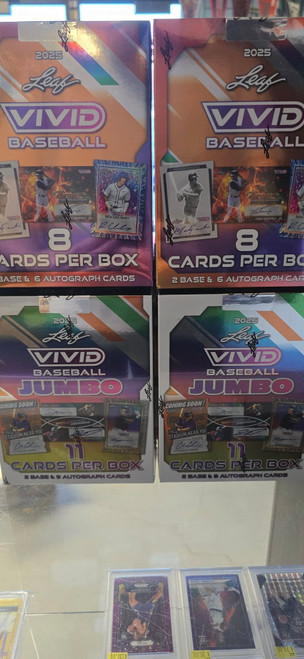 2025
Leaf
VIVID
BASEBALL
8
CARDS PER BOX
2 BASE & 6 AUTOGRAPH CARDS
2025
Leaf
VIVID
BASEBALL
8
CARDS PER BO
2 BASE & 6 AUTOGRAPH CARDS
2025
Leaf
VIVID
BASEBALL
JUMBO
COMING SOON!
11
CARDS PER BOX
2 BASE & 9 AUTOGRAPH CARDS
2025
Leaf
VIVID
BASEBALL
JUMBO
COMING SOON!
11
CARDS PER BOX
2 BASE & 9 AUTOGRAPH CARDS